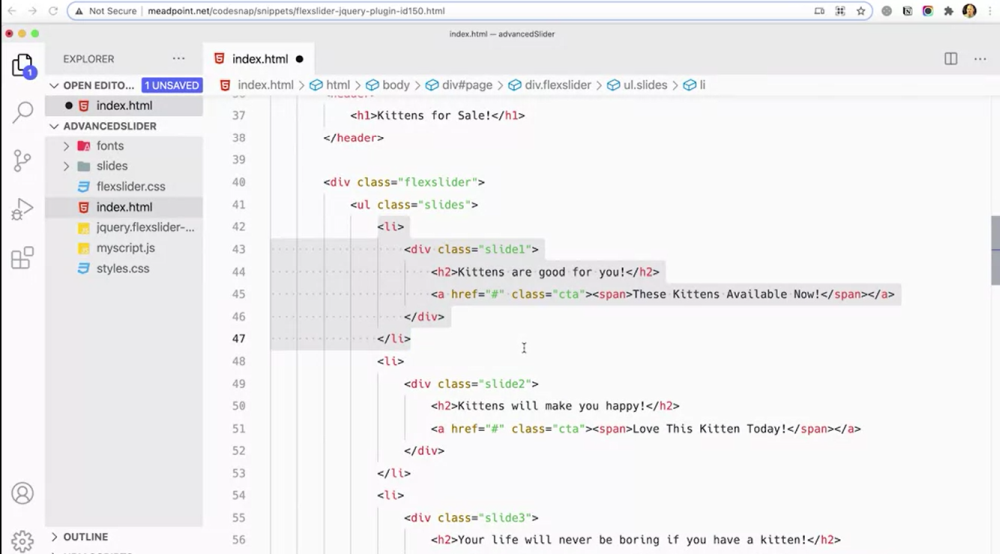 Not Secure | meadpoint.net/codesnap/snippets/flexslider-jquery-plugin-id150.html
index.html — advancedSlider
EXPLORER ...
index.html
1
OPEN EDITO... 1 UNSAVED
index.html > html > body > div#page > div.flexslider > ul.slides > li
index.html
ADVANCEDSLIDER
fonts
slides
flexslider.css
index.html
jquery.flexslider-...
myscript.js
styles.css
OUTLINE
36 <header>
37 <h1>Kittens for Sale!</h1>
38 </header>
39
40 <div class="flexslider">
41 <ul class="slides">
42 <li>
43 <div class="slide1">
44 <h2>Kittens are good for you!</h2>
45 <a href="#" class="cta"><span>These Kittens Available Now!</span></a>
46 </div>
47 </li>
48 <li>
49 <div class="slide2">
50 <h2>Kittens will make you happy!</h2>
51 <a href="#" class="cta"><span>Love This Kitten Today!</span></a>
52 </div>
53 </li>
54 <li>
55 <div class="slide3">
56 <h2>Your life will never be boring if you have a kitten!</h2>